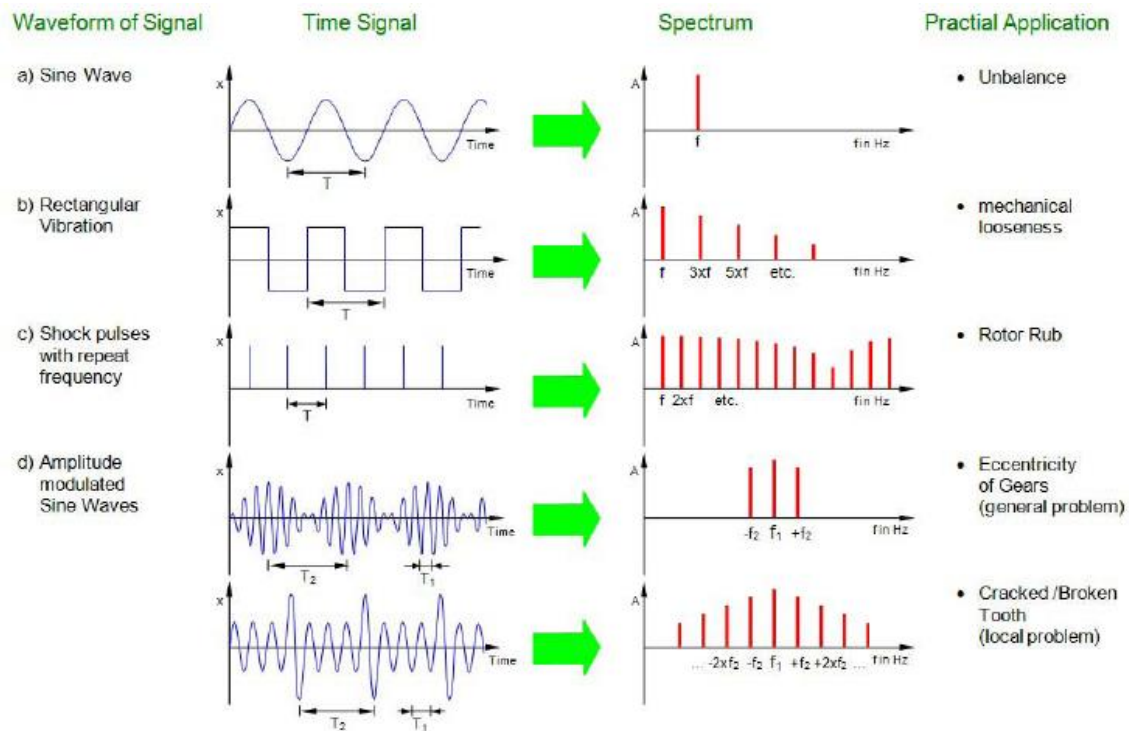 Waveform of Signal Time Signal Spectrum Practial Application
a) Sine Wave
x
Time
T
A
f
f in Hz
• Unbalance
b) Rectangular
Vibration
x
Time
T
A
f 3xf 5xf etc.
f in Hz
• mechanical
looseness
c) Shock pulses
with repeat
frequency
x
Time
T
A
f 2xf etc.
f in Hz
• Rotor Rub
d) Amplitude
modulated
Sine Waves
x
Time
T₂ T₁
A
-f₂ f₁ +f₂
f in Hz
• Eccentricity
of Gears
(general problem)
x
Time
T₂ T₁
A
... -2xf₂ -f₂ f₁ +f₂ +2xf₂ ...
f in Hz
• Cracked /Broken
Tooth
(local problem)